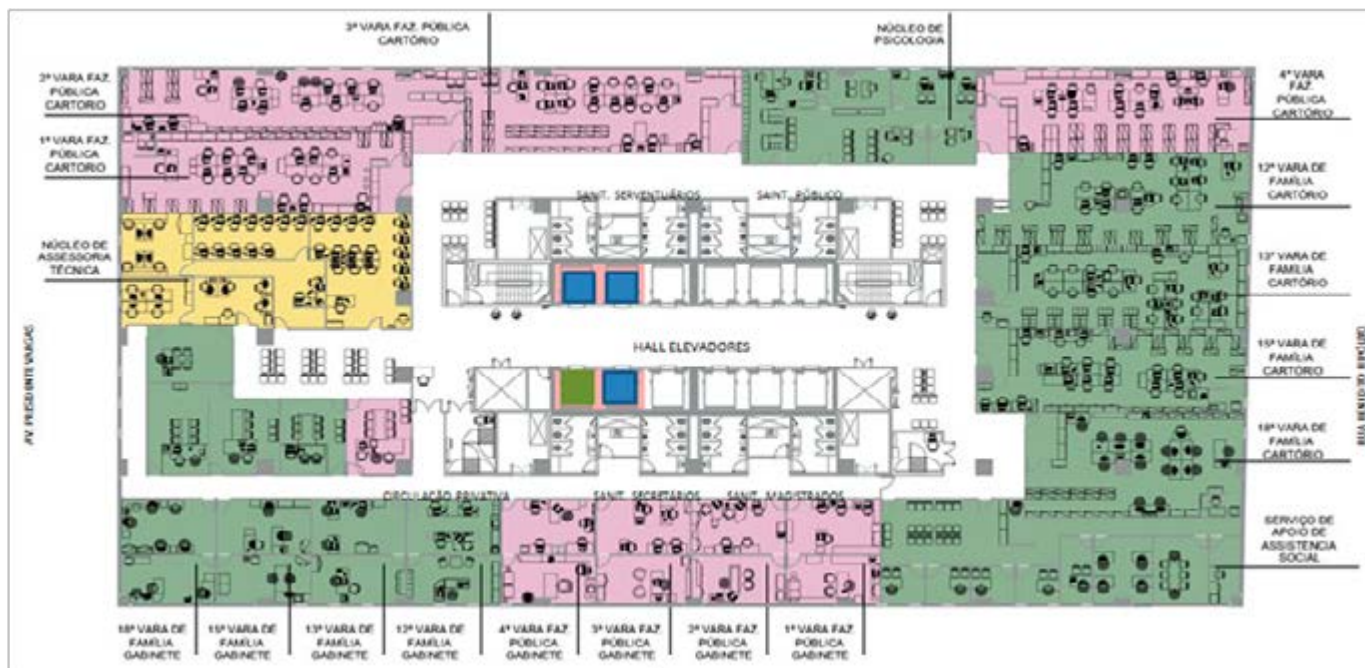 3ª VARA FAZ. PÚBLICA
CARTÓRIO
NÚCLEO DE
PSICOLOGIA
2ª VARA FAZ.
PÚBLICA
CARTÓRIO
1ª VARA FAZ.
PÚBLICA
CARTÓRIO
NÚCLEO DE
ASSESSORIA
TÉCNICA
AV. PRESIDENTE VARGAS
4ª VARA
FAZ.
PÚBLICA
CARTÓRIO
12ª VARA DE
FAMÍLIA
CARTÓRIO
13ª VARA DE
FAMÍLIA
CARTÓRIO
15ª VARA DE
FAMÍLIA
CARTÓRIO
18ª VARA DE
FAMÍLIA
CARTÓRIO
SERVIÇO DE
APOIO DE
ASSISTÊNCIA
SOCIAL
SANIT. SERVENTUÁRIOS
SANIT. PÚBLICO
HALL ELEVADORES
CIRCULAÇÃO PRIVATIVA
SANIT. SECRETÁRIOS
SANIT. MAGISTRADOS
18ª VARA DE
FAMÍLIA
GABINETE
15ª VARA DE
FAMÍLIA
GABINETE
13ª VARA DE
FAMÍLIA
GABINETE
12ª VARA DE
FAMÍLIA
GABINETE
4ª VARA FAZ.
PÚBLICA
GABINETE
3ª VARA FAZ.
PÚBLICA
GABINETE
2ª VARA FAZ.
PÚBLICA
GABINETE
1ª VARA FAZ.
PÚBLICA
GABINETE